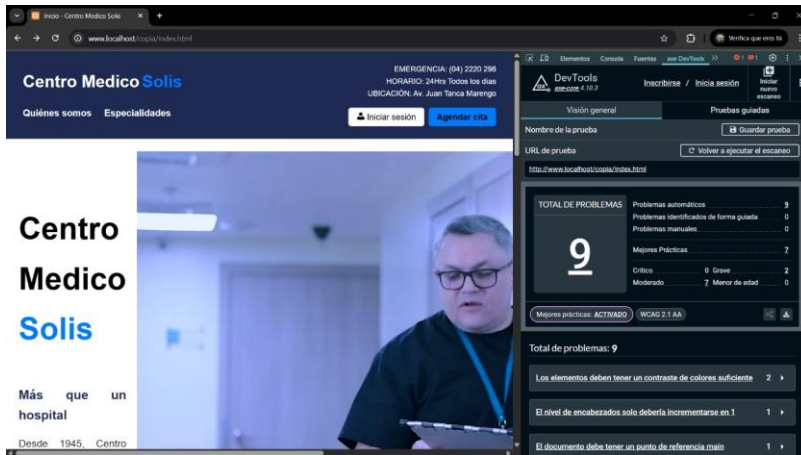 Inicio - Centro Medico Solis
www.localhost/copia/index.html
Verifica que eres tú
Centro Medico Solis
EMERGENCIA: (04) 2220 298
HORARIO: 24Hrs Todos los dias
UBICACIÓN: Av. Juan Tanca Marengo
Quiénes somos Especialidades
Iniciar sesión
Agendar cita
Centro
Medico
Solis
Más que un
hospital
Desde 1945, Centro
Elementos Consola Fuentes axe DevTools
DevTools
axe-core 4.10.3
Inscribirse / Inicia sesión
Iniciar
nuevo
escaneo
Visión general
Pruebas guiadas
Nombre de la prueba
Guardar prueba
URL de prueba
Volver a ejecutar el escaneo
http://www.localhost/copia/index.html
TOTAL DE PROBLEMAS
9
Problemas automáticos 9
Problemas identificados de forma guiada 0
Problemas manuales 0
Mejores Prácticas 7
Crítico 0 Grave 2
Moderado 7 Menor de edad 0
Mejores prácticas: ACTIVADO
WCAG 2.1 AA
Total de problemas: 9
Los elementos deben tener un contraste de colores suficiente 2
El nivel de encabezados solo debería incrementarse en 1 1
El documento debe tener un punto de referencia main 1